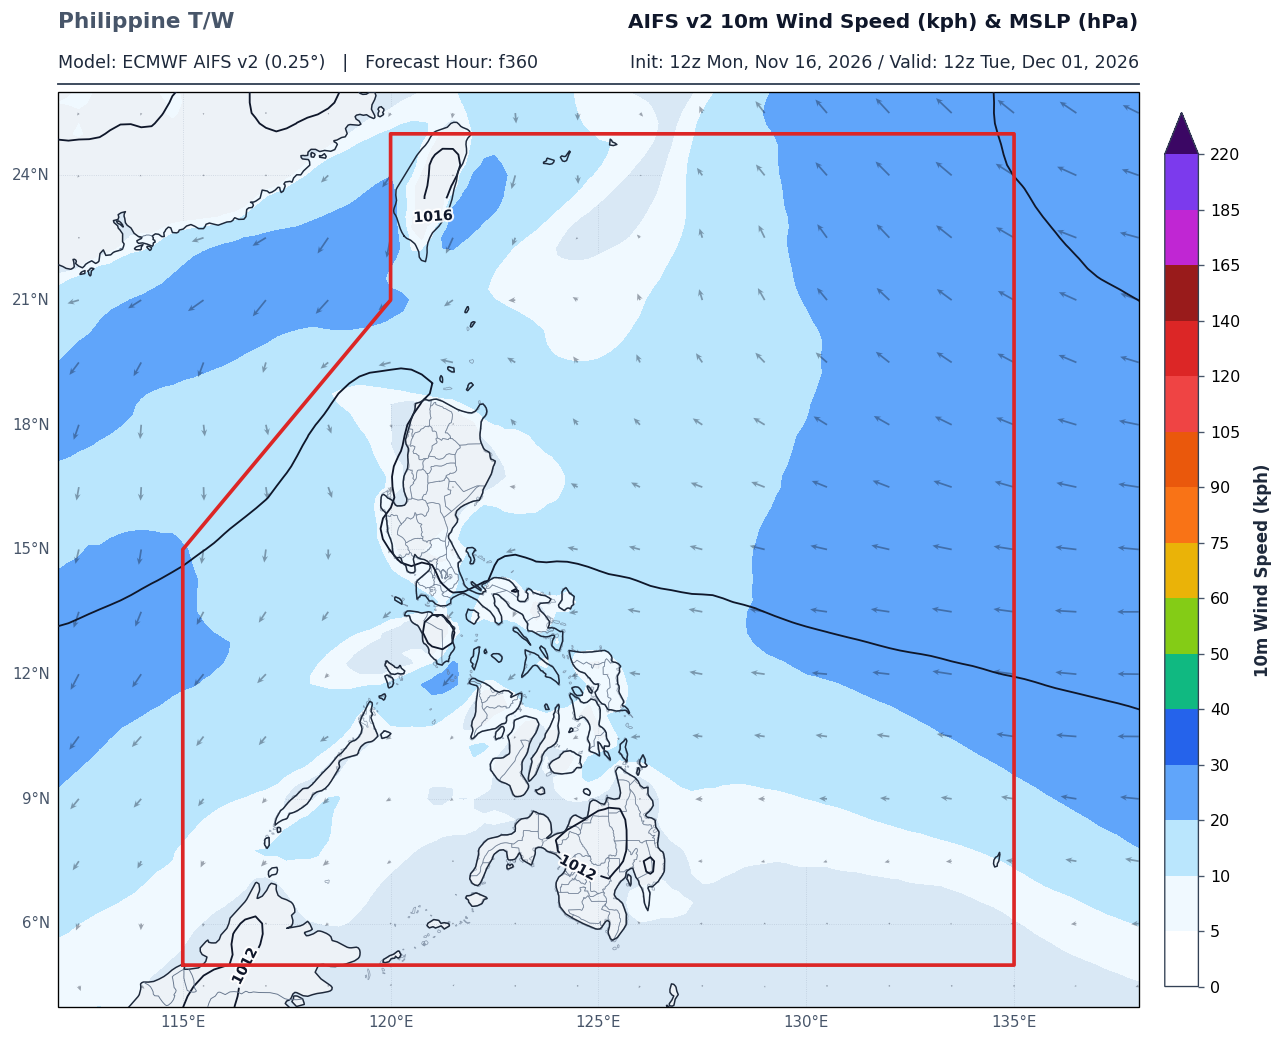 Philippine T/W
AIFS v2 10m Wind Speed (kph) & MSLP (hPa)
Model: ECMWF AIFS v2 (0.25°) | Forecast Hour: f360
Init: 12z Mon, Nov 16, 2026 / Valid: 12z Tue, Dec 01, 2026
24°N
21°N
18°N
15°N
12°N
9°N
6°N
1016
1012
1012
115°E
120°E
125°E
130°E
135°E
220
185
165
140
120
105
90
75
60
50
40
30
20
10
5
0
10m Wind Speed (kph)